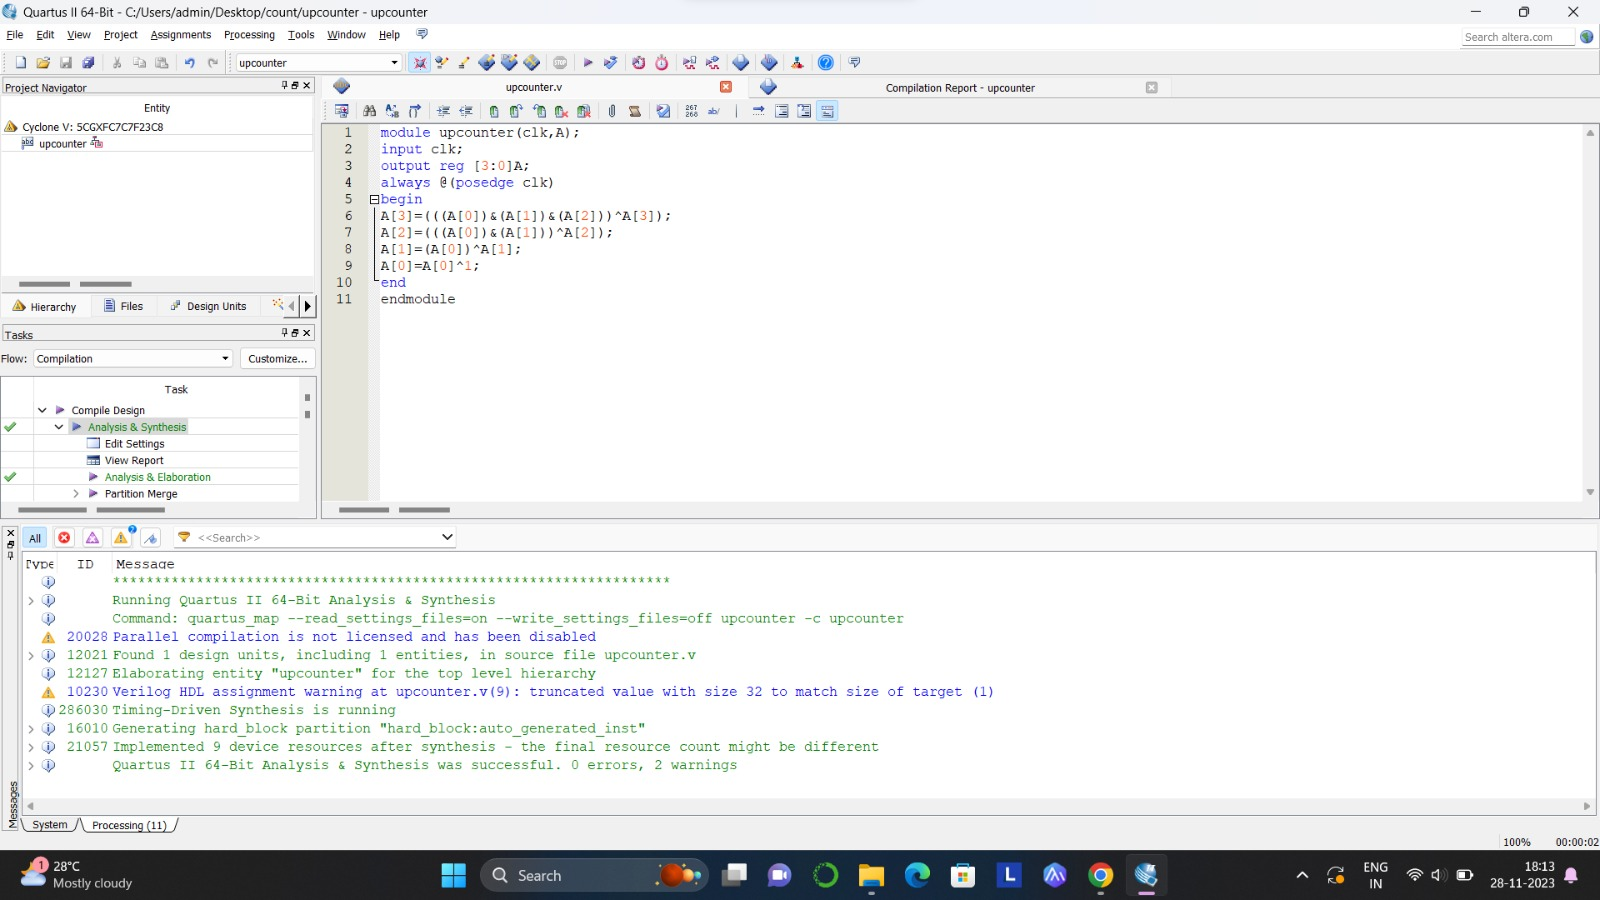 Quartus II 64-Bit - C:/Users/admin/Desktop/count/upcounter - upcounter
File Edit View Project Assignments Processing Tools Window Help
Search altera.com
upcounter
Project Navigator
Entity
Cyclone V: 5CGXFC7C7F23C8
upcounter
Hierarchy Files Design Units
Tasks
Flow: Compilation Customize...
Task
Compile Design
Analysis & Synthesis
Edit Settings
View Report
Analysis & Elaboration
Partition Merge
upcounter.v
Compilation Report - upcounter
267
268
ab/
1 module upcounter(clk,A);
2 input clk;
3 output reg [3:0]A;
4 always @(posedge clk)
5 begin
6 A[3]=(((A[0])&(A[1])&(A[2]))^A[3]);
7 A[2]=(((A[0])&(A[1]))^A[2]);
8 A[1]=(A[0])^A[1];
9 A[0]=A[0]^1;
10 end
11 endmodule
All
2
<<Search>>
Type ID Message
*******************************************************************
Running Quartus II 64-Bit Analysis & Synthesis
Command: quartus_map --read_settings_files=on --write_settings_files=off upcounter -c upcounter
20028 Parallel compilation is not licensed and has been disabled
12021 Found 1 design units, including 1 entities, in source file upcounter.v
12127 Elaborating entity "upcounter" for the top level hierarchy
10230 Verilog HDL assignment warning at upcounter.v(9): truncated value with size 32 to match size of target (1)
286030 Timing-Driven Synthesis is running
16010 Generating hard_block partition "hard_block:auto_generated_inst"
21057 Implemented 9 device resources after synthesis - the final resource count might be different
Quartus II 64-Bit Analysis & Synthesis was successful. 0 errors, 2 warnings
Messages
System Processing (11)
100% 00:00:02
1
28°C
Mostly cloudy
Search
L
ENG
IN
18:13
28-11-2023